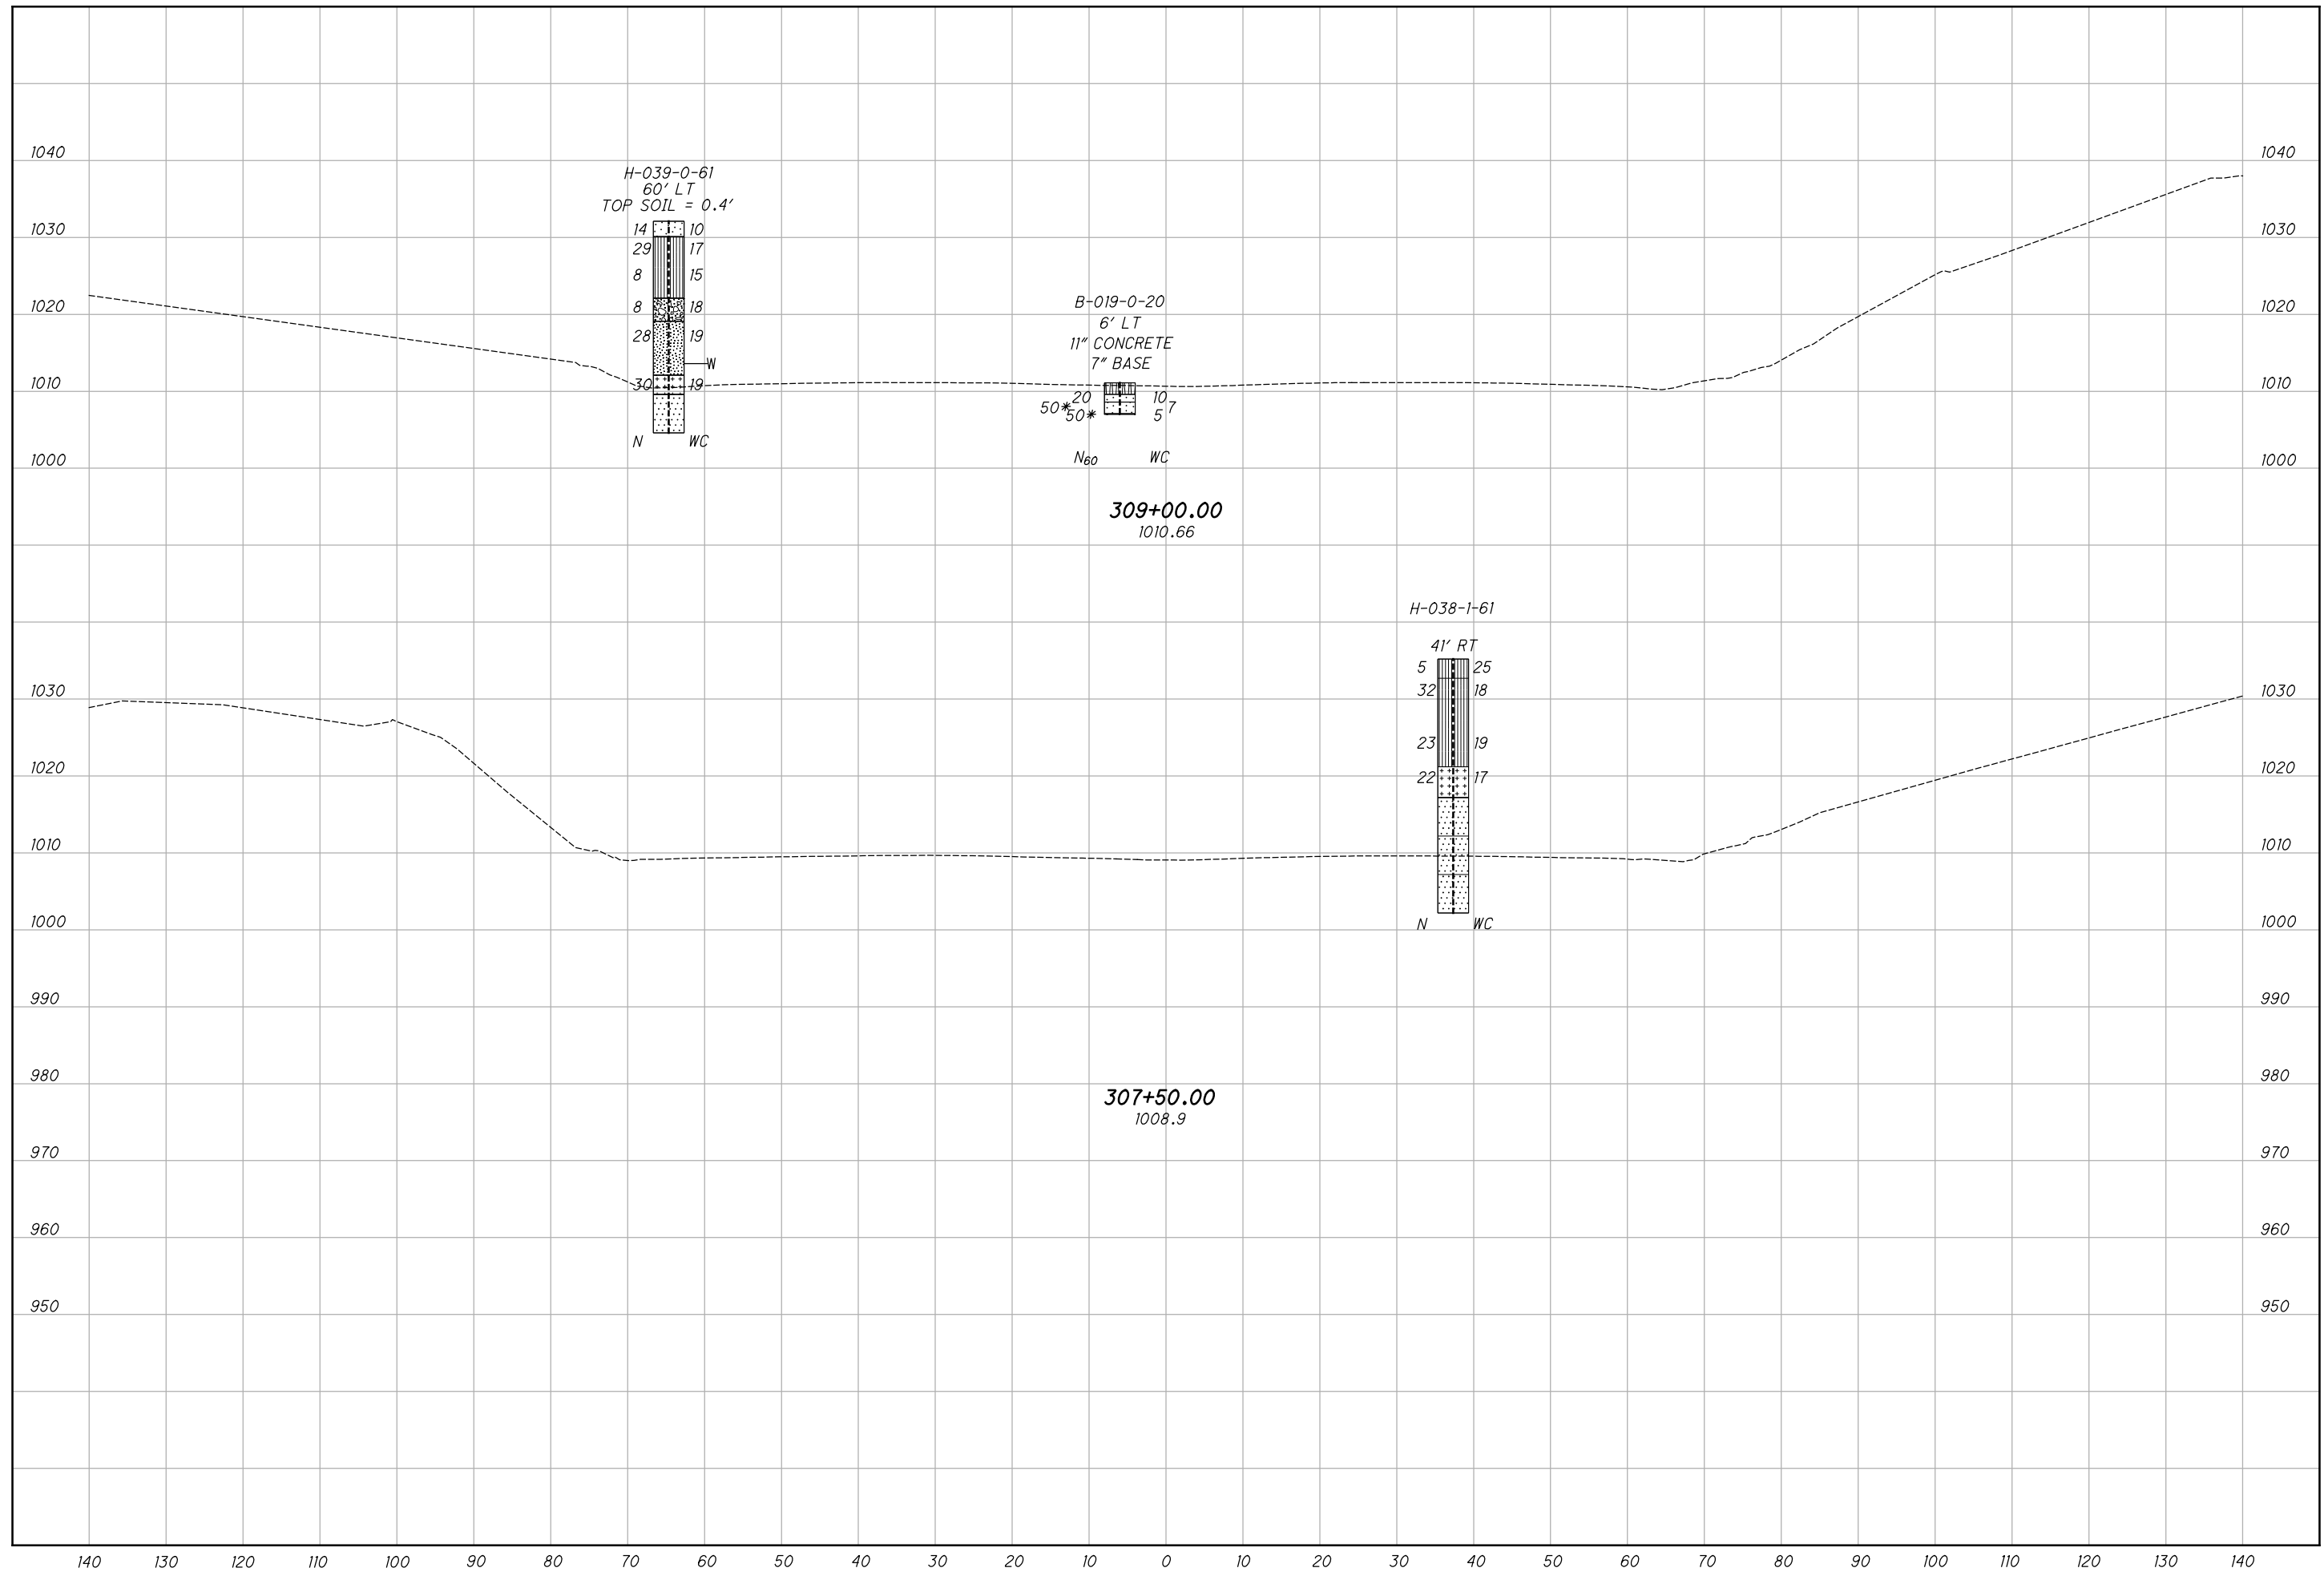 1040 1040
H-039-0-61
60' LT
TOP SOIL = 0.4'
1030 14 10 1030
29 17
8 15
B-019-0-20
1020 8 18 1020
6' LT
28 19
11" CONCRETE
W 7" BASE
1010 30 19 1010
20 10
50* 7
50* 5
N WC
N60 WC
1000 1000
309+00.00
1010.66
H-038-1-61
41' RT
5 25
1030 32 18 1030
23 19
1020 22 17 1020
1010 1010
1000 N WC 1000
990 990
980 980
307+50.00
1008.9
970 970
960 960
950 950
140 130 120 110 100 90 80 70 60 50 40 30 20 10 0 10 20 30 40 50 60 70 80 90 100 110 120 130 140